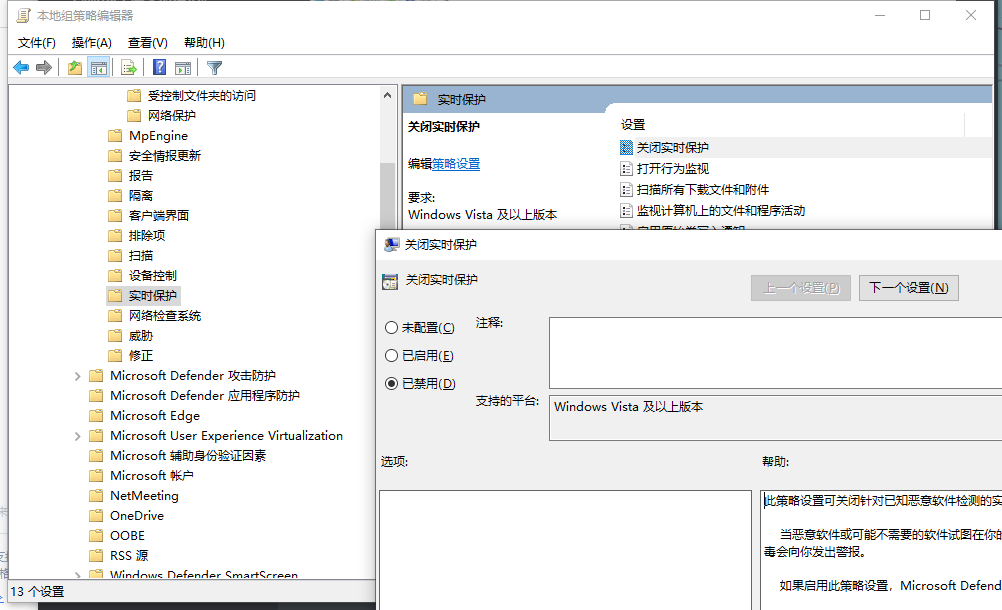 本地组策略编辑器
文件(F) 操作(A) 查看(V) 帮助(H)
受控制文件夹的访问
网络保护
MpEngine
安全情报更新
报告
隔离
客户端界面
排除项
扫描
设备控制
实时保护
网络检查系统
威胁
修正
Microsoft Defender 攻击防护
Microsoft Defender 应用程序防护
Microsoft Edge
Microsoft User Experience Virtualization
Microsoft 辅助身份验证因素
Microsoft 帐户
NetMeeting
OneDrive
OOBE
RSS 源
Windows Defender SmartScreen
13 个设置
实时保护
关闭实时保护
编辑策略设置
要求:
Windows Vista 及以上版本
设置
关闭实时保护
打开行为监视
扫描所有下载文件和附件
监视计算机上的文件和程序活动
关闭实时保护
关闭实时保护
上一个设置(P) 下一个设置(N)
未配置(C)
已启用(E)
已禁用(D)
注释:
支持的平台:
Windows Vista 及以上版本
选项:
帮助:
此策略设置可关闭针对已知恶意软件检测的实
当恶意软件或可能不需要的软件试图在你的
毒会向你发出警报。
如果启用此策略设置，Microsoft Defend